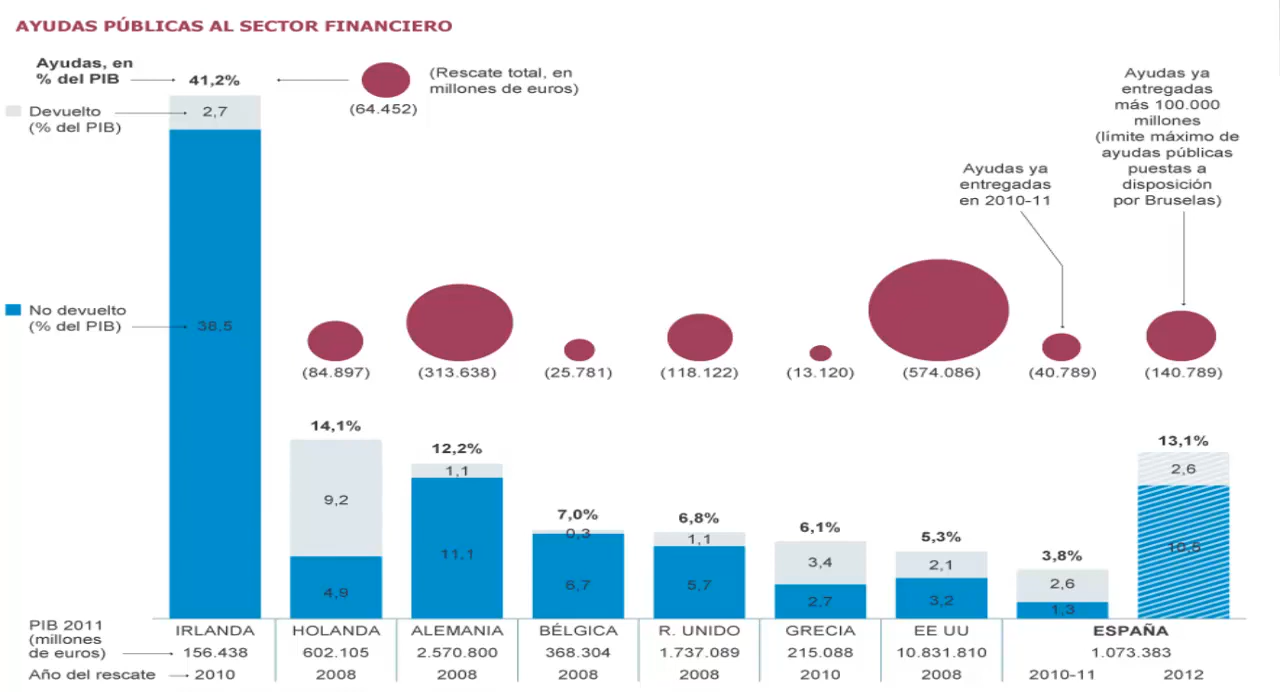 AYUDAS PÚBLICAS AL SECTOR FINANCIERO
Ayudas, en
% del PIB
41,2%
(Rescate total, en
millones de euros)
(64.452)
Devuelto
(% del PIB)
2,7
Ayudas ya
entregadas
más 100.000
millones
(límite máximo de
ayudas públicas
puestas a
disposición
por Bruselas)
Ayudas ya
entregadas
en 2010-11
No devuelto
(% del PIB)
38.5
(84.897) (313.638) (25.781) (118.122) (13.120) (574.086) (40.789) (140.789)
14,1% 12,2% 7,0% 6,8% 6,1% 5,3% 3,8% 13,1%
9,2 1,1 0,3 1,1 3,4 2,1 2,6 2,6
4,9 11,1 6,7 5,7 2,7 3,2 1,3 10,5
PIB 2011
(millones
de euros)
IRLANDA HOLANDA ALEMANIA BÉLGICA R. UNIDO GRECIA EE UU ESPAÑA
156.438 602.105 2.570.800 368.304 1.737.089 215.088 10.831.810 1.073.383
Año del rescate 2010 2008 2008 2008 2008 2010 2008 2010-11 2012